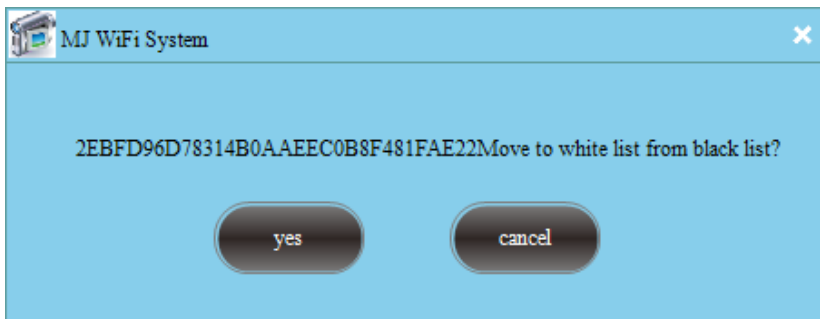 MJ WiFi System
2EBFD96D78314B0AAEEC0B8F481FAE22Move to white list from black list?
yes
cancel